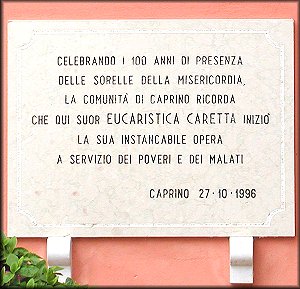 CELEBRANDO I 100 ANNI DI PRESENZA
DELLE SORELLE DELLA MISERICORDIA,
LA COMUNITÀ DI CAPRINO RICORDA
CHE QUI SUOR EUCARISTICA CARETTA INIZIÒ
LA SUA INSTANCABILE OPERA
A SERVIZIO DEI POVERI E DEI MALATI
CAPRINO 27·10·1996